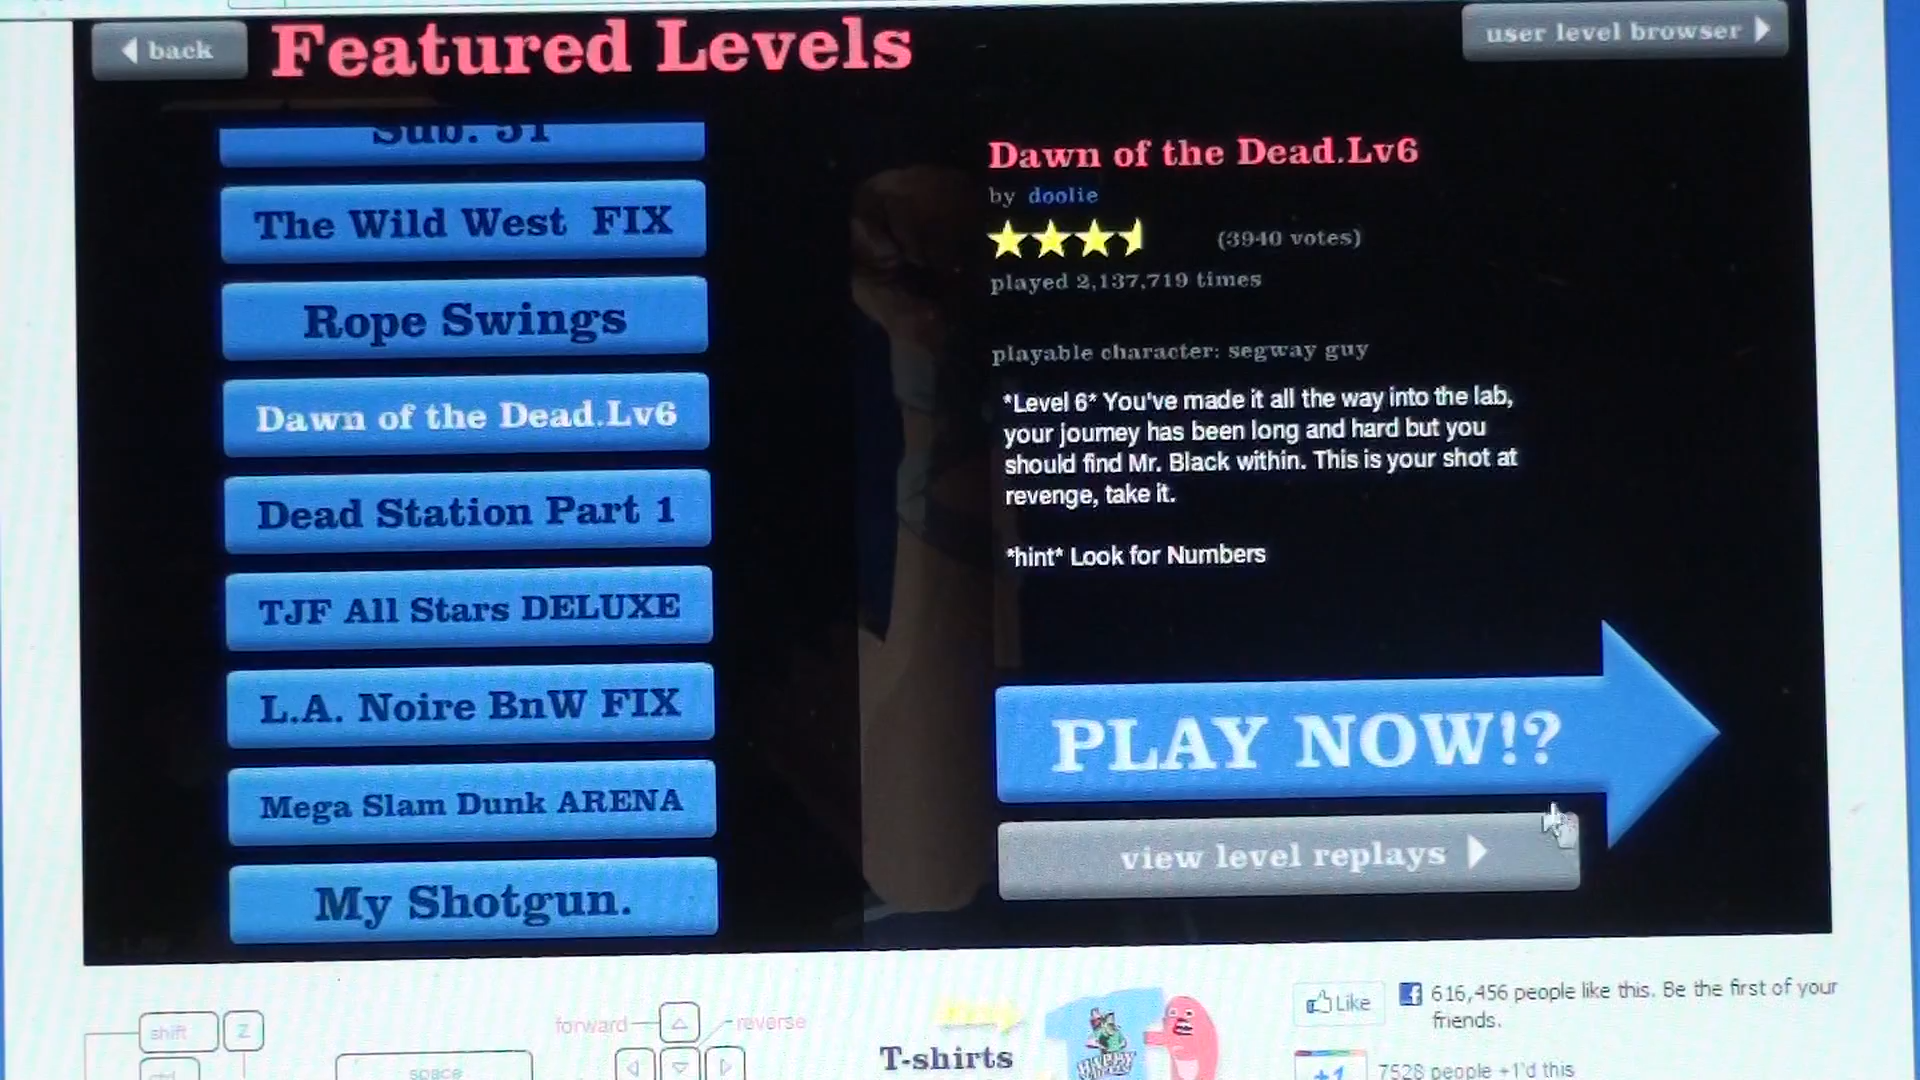 back
Featured Levels
user level browser
Sub. 51
The Wild West FIX
Rope Swings
Dawn of the Dead.Lv6
Dead Station Part 1
TJF All Stars DELUXE
L.A. Noire BnW FIX
Mega Slam Dunk ARENA
My Shotgun.
Dawn of the Dead.Lv6
by doolie
(3940 votes)
played 2,137,719 times
playable character: segway guy
*Level 6* You've made it all the way into the lab,
your journey has been long and hard but you
should find Mr. Black within. This is your shot at
revenge, take it.
*hint* Look for Numbers
PLAY NOW!?
view level replays
shift
Z
ctrl
space
forward
reverse
T-shirts
HAPPY
Like
616,456 people like this. Be the first of your
friends.
+1
7528 people +1'd this